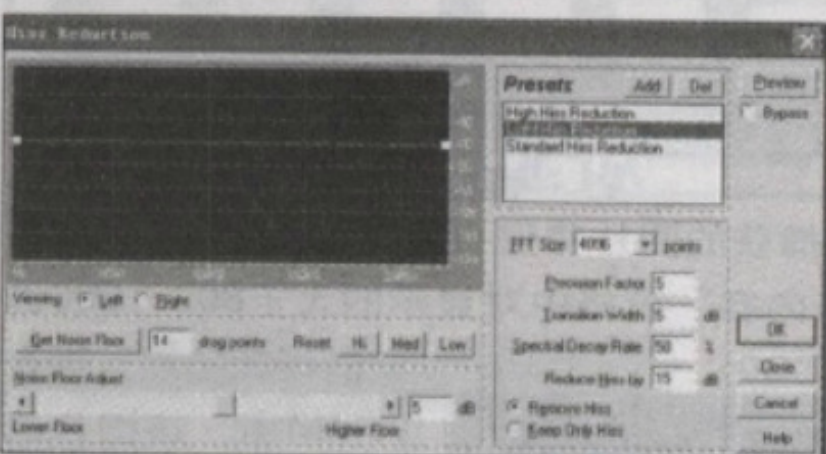 Hiss Reduction
Presets Add Del
High Hiss Reduction
Standard Hiss Reduction
Preview
Bypass
Viewing Left Right
Get Noise Floor 14 drop points Reset Hi Med Low
Noise Floor Adjust
5 dB
Lower Floor Higher Floor
FFT Size 4096 points
Precision Factor 5
Transition Width 5 dB
Spectral Decay Rate 50 %
Reduce Hiss by 15 dB
Remove Hiss
Keep Only Hiss
OK
Close
Cancel
Help